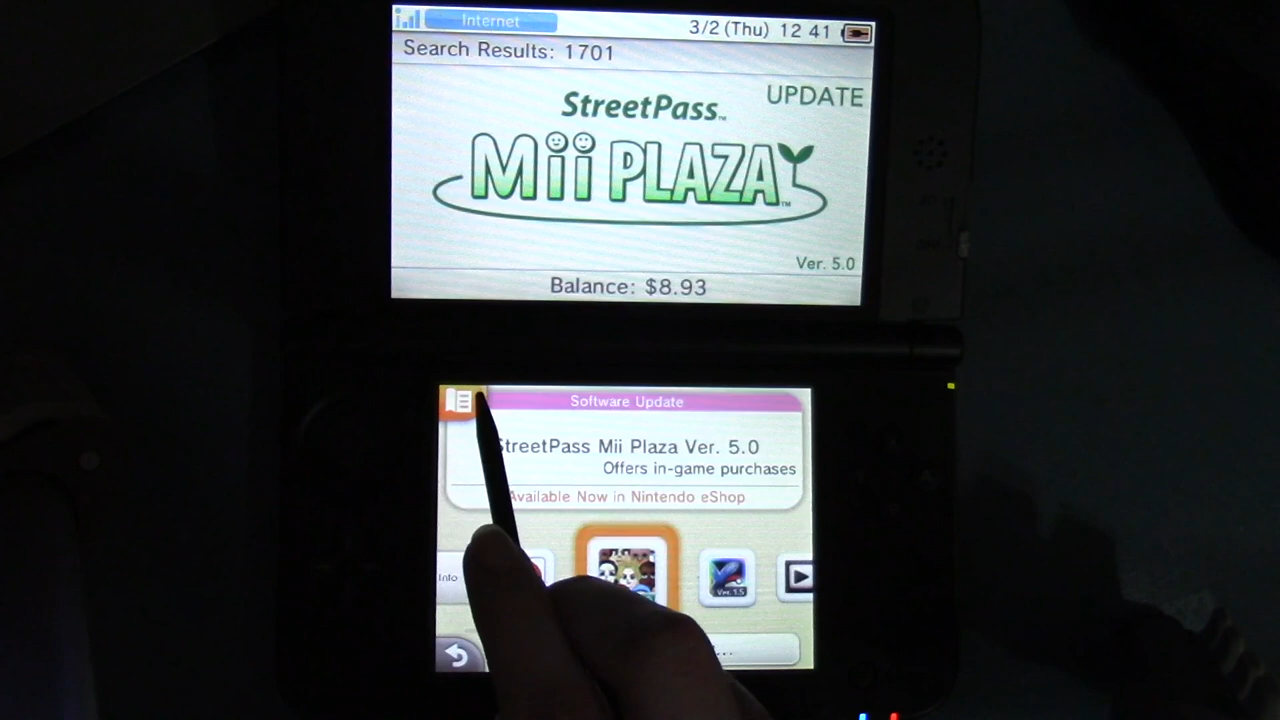 Internet
3/2 (Thu) 12 41
Search Results: 1701
UPDATE
StreetPass™
Mii PLAZA™
Ver. 5.0
Balance: $8.93
Software Update
StreetPass Mii Plaza Ver. 5.0
Offers in-game purchases
Available Now in Nintendo eShop
Info
Ver. 1.5
...